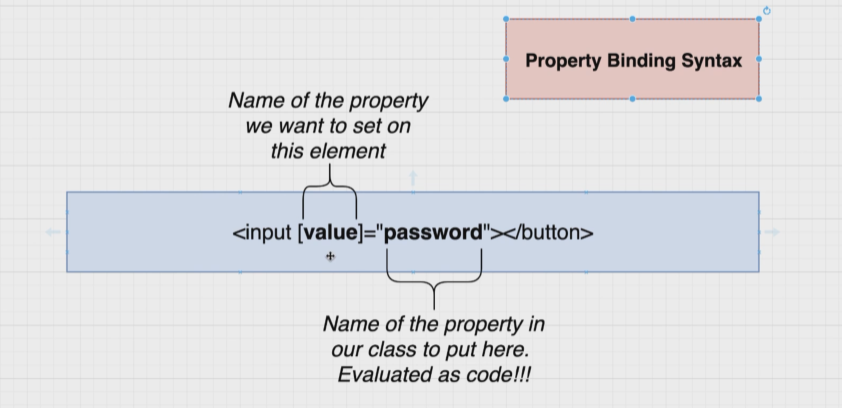 Property Binding Syntax
Name of the property
we want to set on
this element
<input [value]="password"></button>
Name of the property in
our class to put here.
Evaluated as code!!!